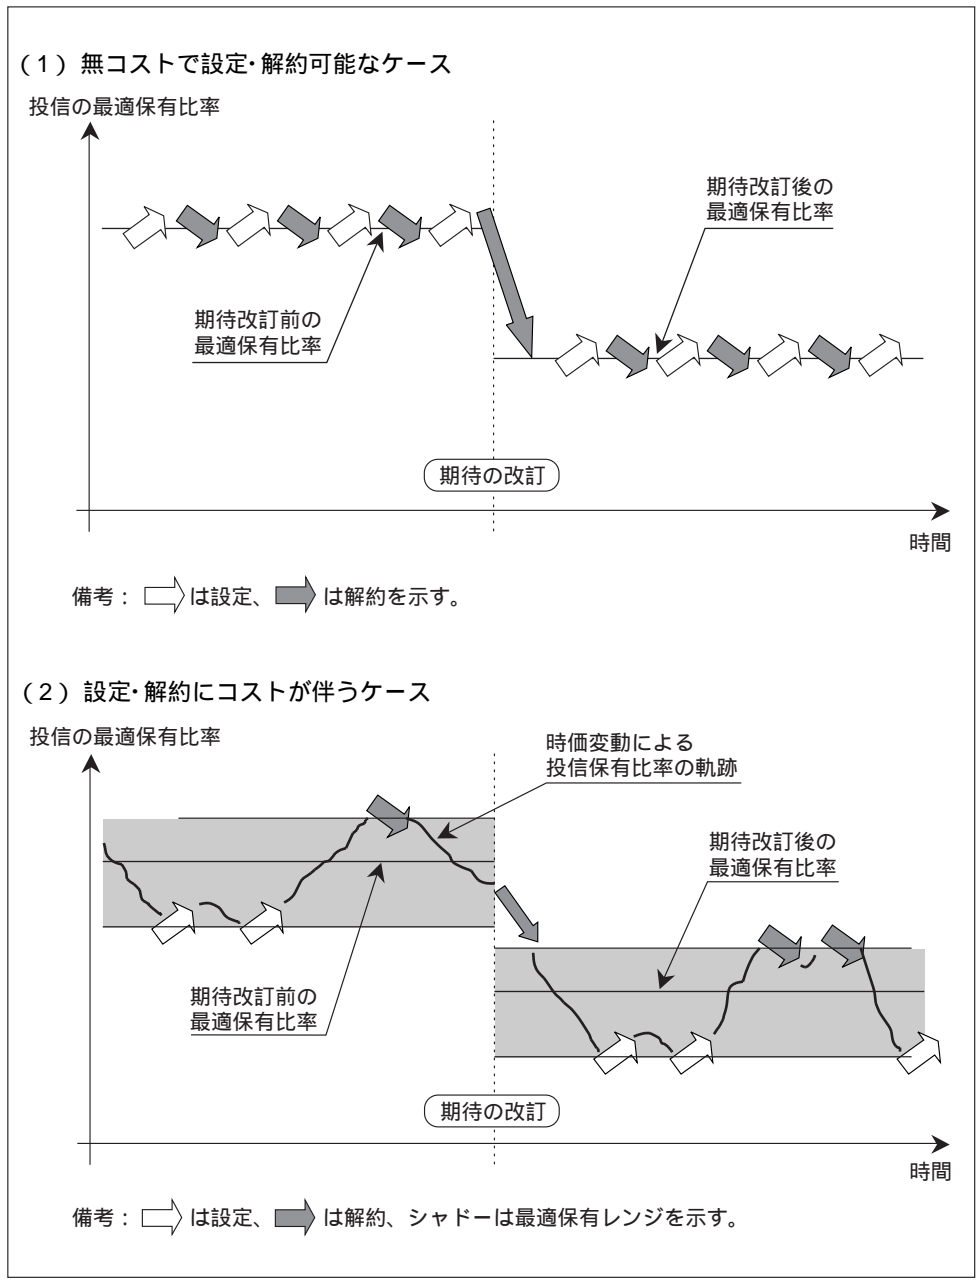 （1）無コストで設定・解約可能なケース
投信の最適保有比率
期待改訂後の
最適保有比率
期待改訂前の
最適保有比率
期待の改訂
時間
備考： は設定、 は解約を示す。
（2）設定・解約にコストが伴うケース
投信の最適保有比率
時価変動による
投信保有比率の軌跡
期待改訂後の
最適保有比率
期待改訂前の
最適保有比率
期待の改訂
時間
備考： は設定、 は解約、シャドーは最適保有レンジを示す。